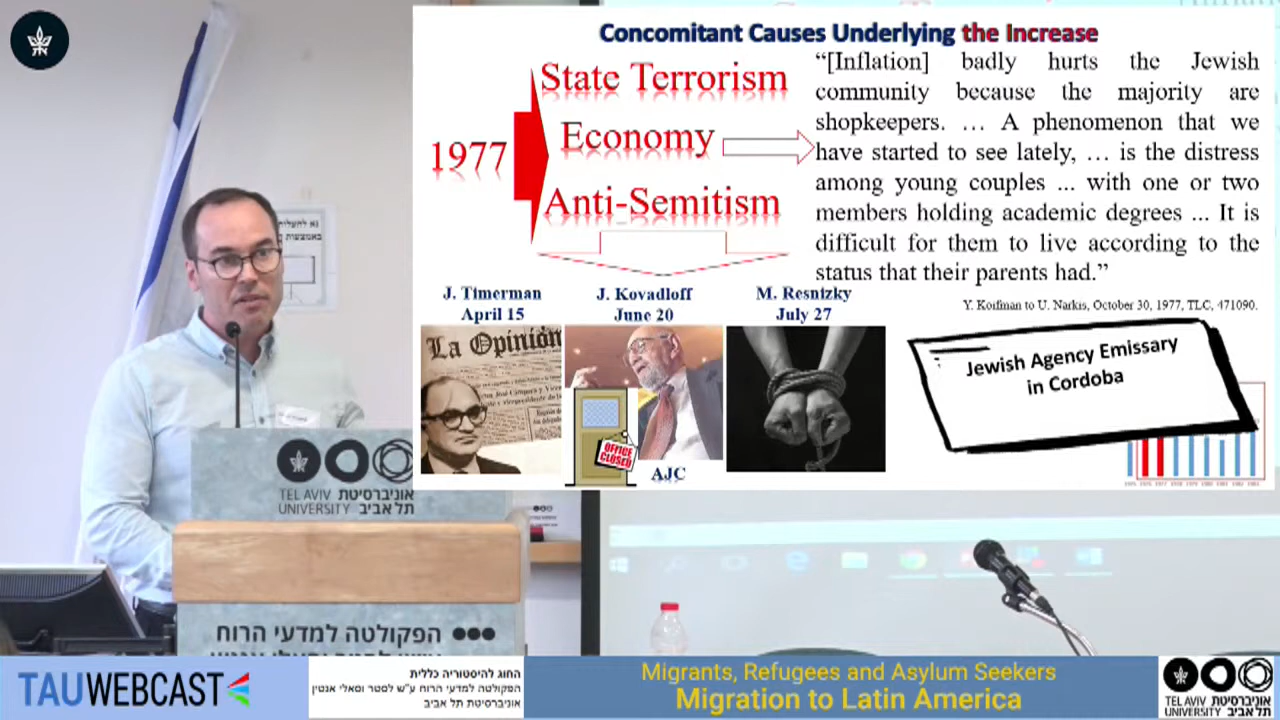 Concomitant Causes Underlying the Increase
1977
State Terrorism
Economy
Anti-Semitism
“[Inflation] badly hurts the Jewish
community because the majority are
shopkeepers. … A phenomenon that we
have started to see lately, … is the distress
among young couples ... with one or two
members holding academic degrees ... It is
difficult for them to live according to the
status that their parents had.”
Y. Koifman to U. Narkis, October 30, 1977, TLC, 471090.
J. Timerman
April 15
J. Kovadloff
June 20
M. Resnizky
July 27
La Opinión
OFFICE
CLOSED
AJC
Jewish Agency Emissary
in Cordoba
נא להעלות
באמצעות
TEL AVIV אוניברסיטת
UNIVERSITY תל אביב
הפקולטה למדעי הרוח
TAUWEBCAST
החוג להיסטוריה כללית
הפקולטה למדעי הרוח ע"ש לסטר וסאלי אנטין
אוניברסיטת תל אביב
Migrants, Refugees and Asylum Seekers
Migration to Latin America
TEL AVIV אוניברסיטת
UNIVERSITY תל אביב